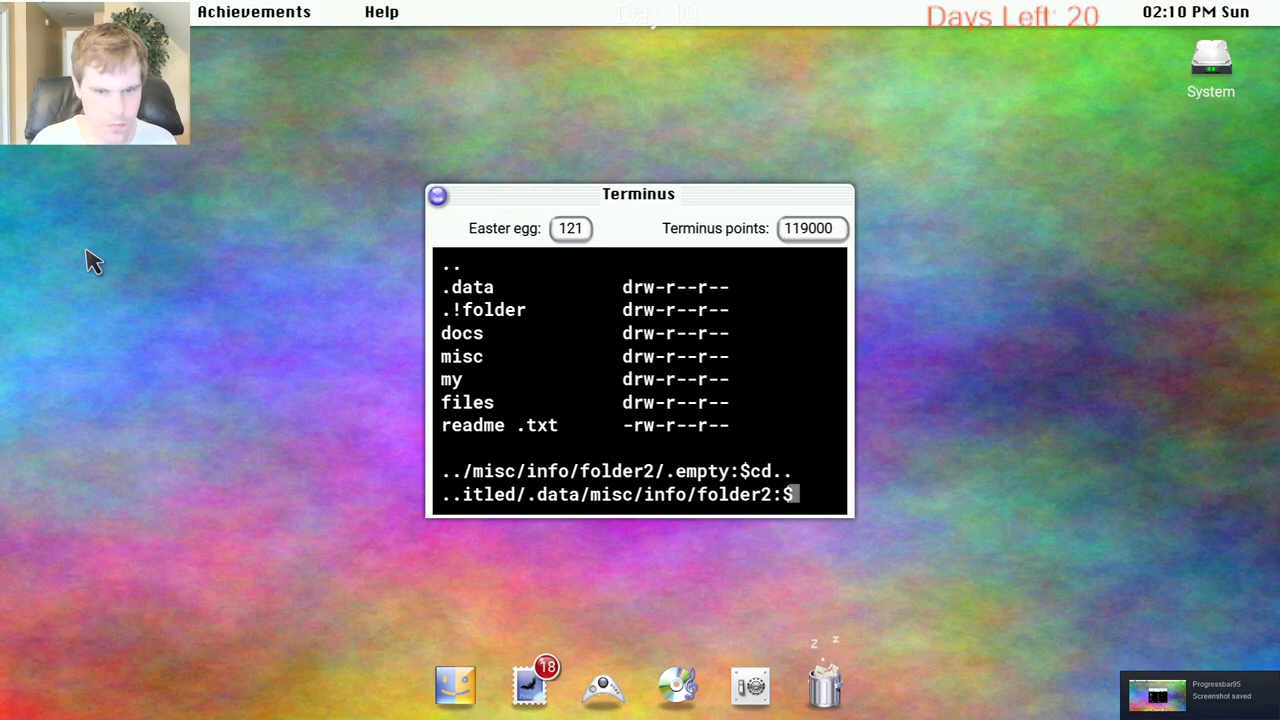 Achievements Help Day 10 Days Left: 20 02:10 PM Sun
System
Terminus
Easter egg: 121 Terminus points: 119000
..
.data drw-r--r--
.!folder drw-r--r--
docs drw-r--r--
misc drw-r--r--
my drw-r--r--
files drw-r--r--
readme .txt -rw-r--r--
../misc/info/folder2/.empty:$cd..
..itled/.data/misc/info/folder2:$
z z
18
Progressbar95
Screenshot saved